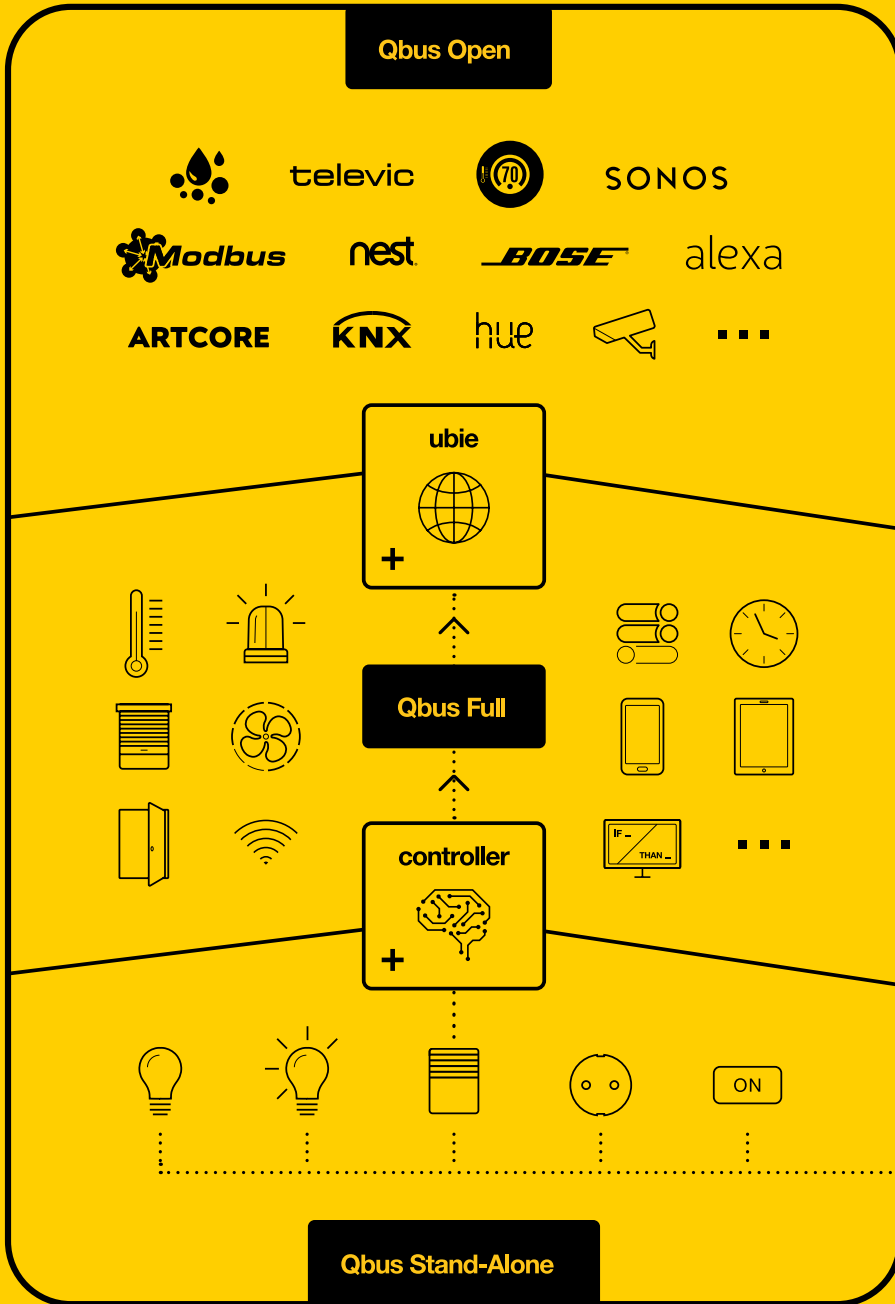 Qbus Open
televic
70
SONOS
Modbus
nest
BOSE
alexa
ARTCORE
KNX
hue
ubie
+
Qbus Full
IF _
THAN _
controller
+
ON
Qbus Stand-Alone